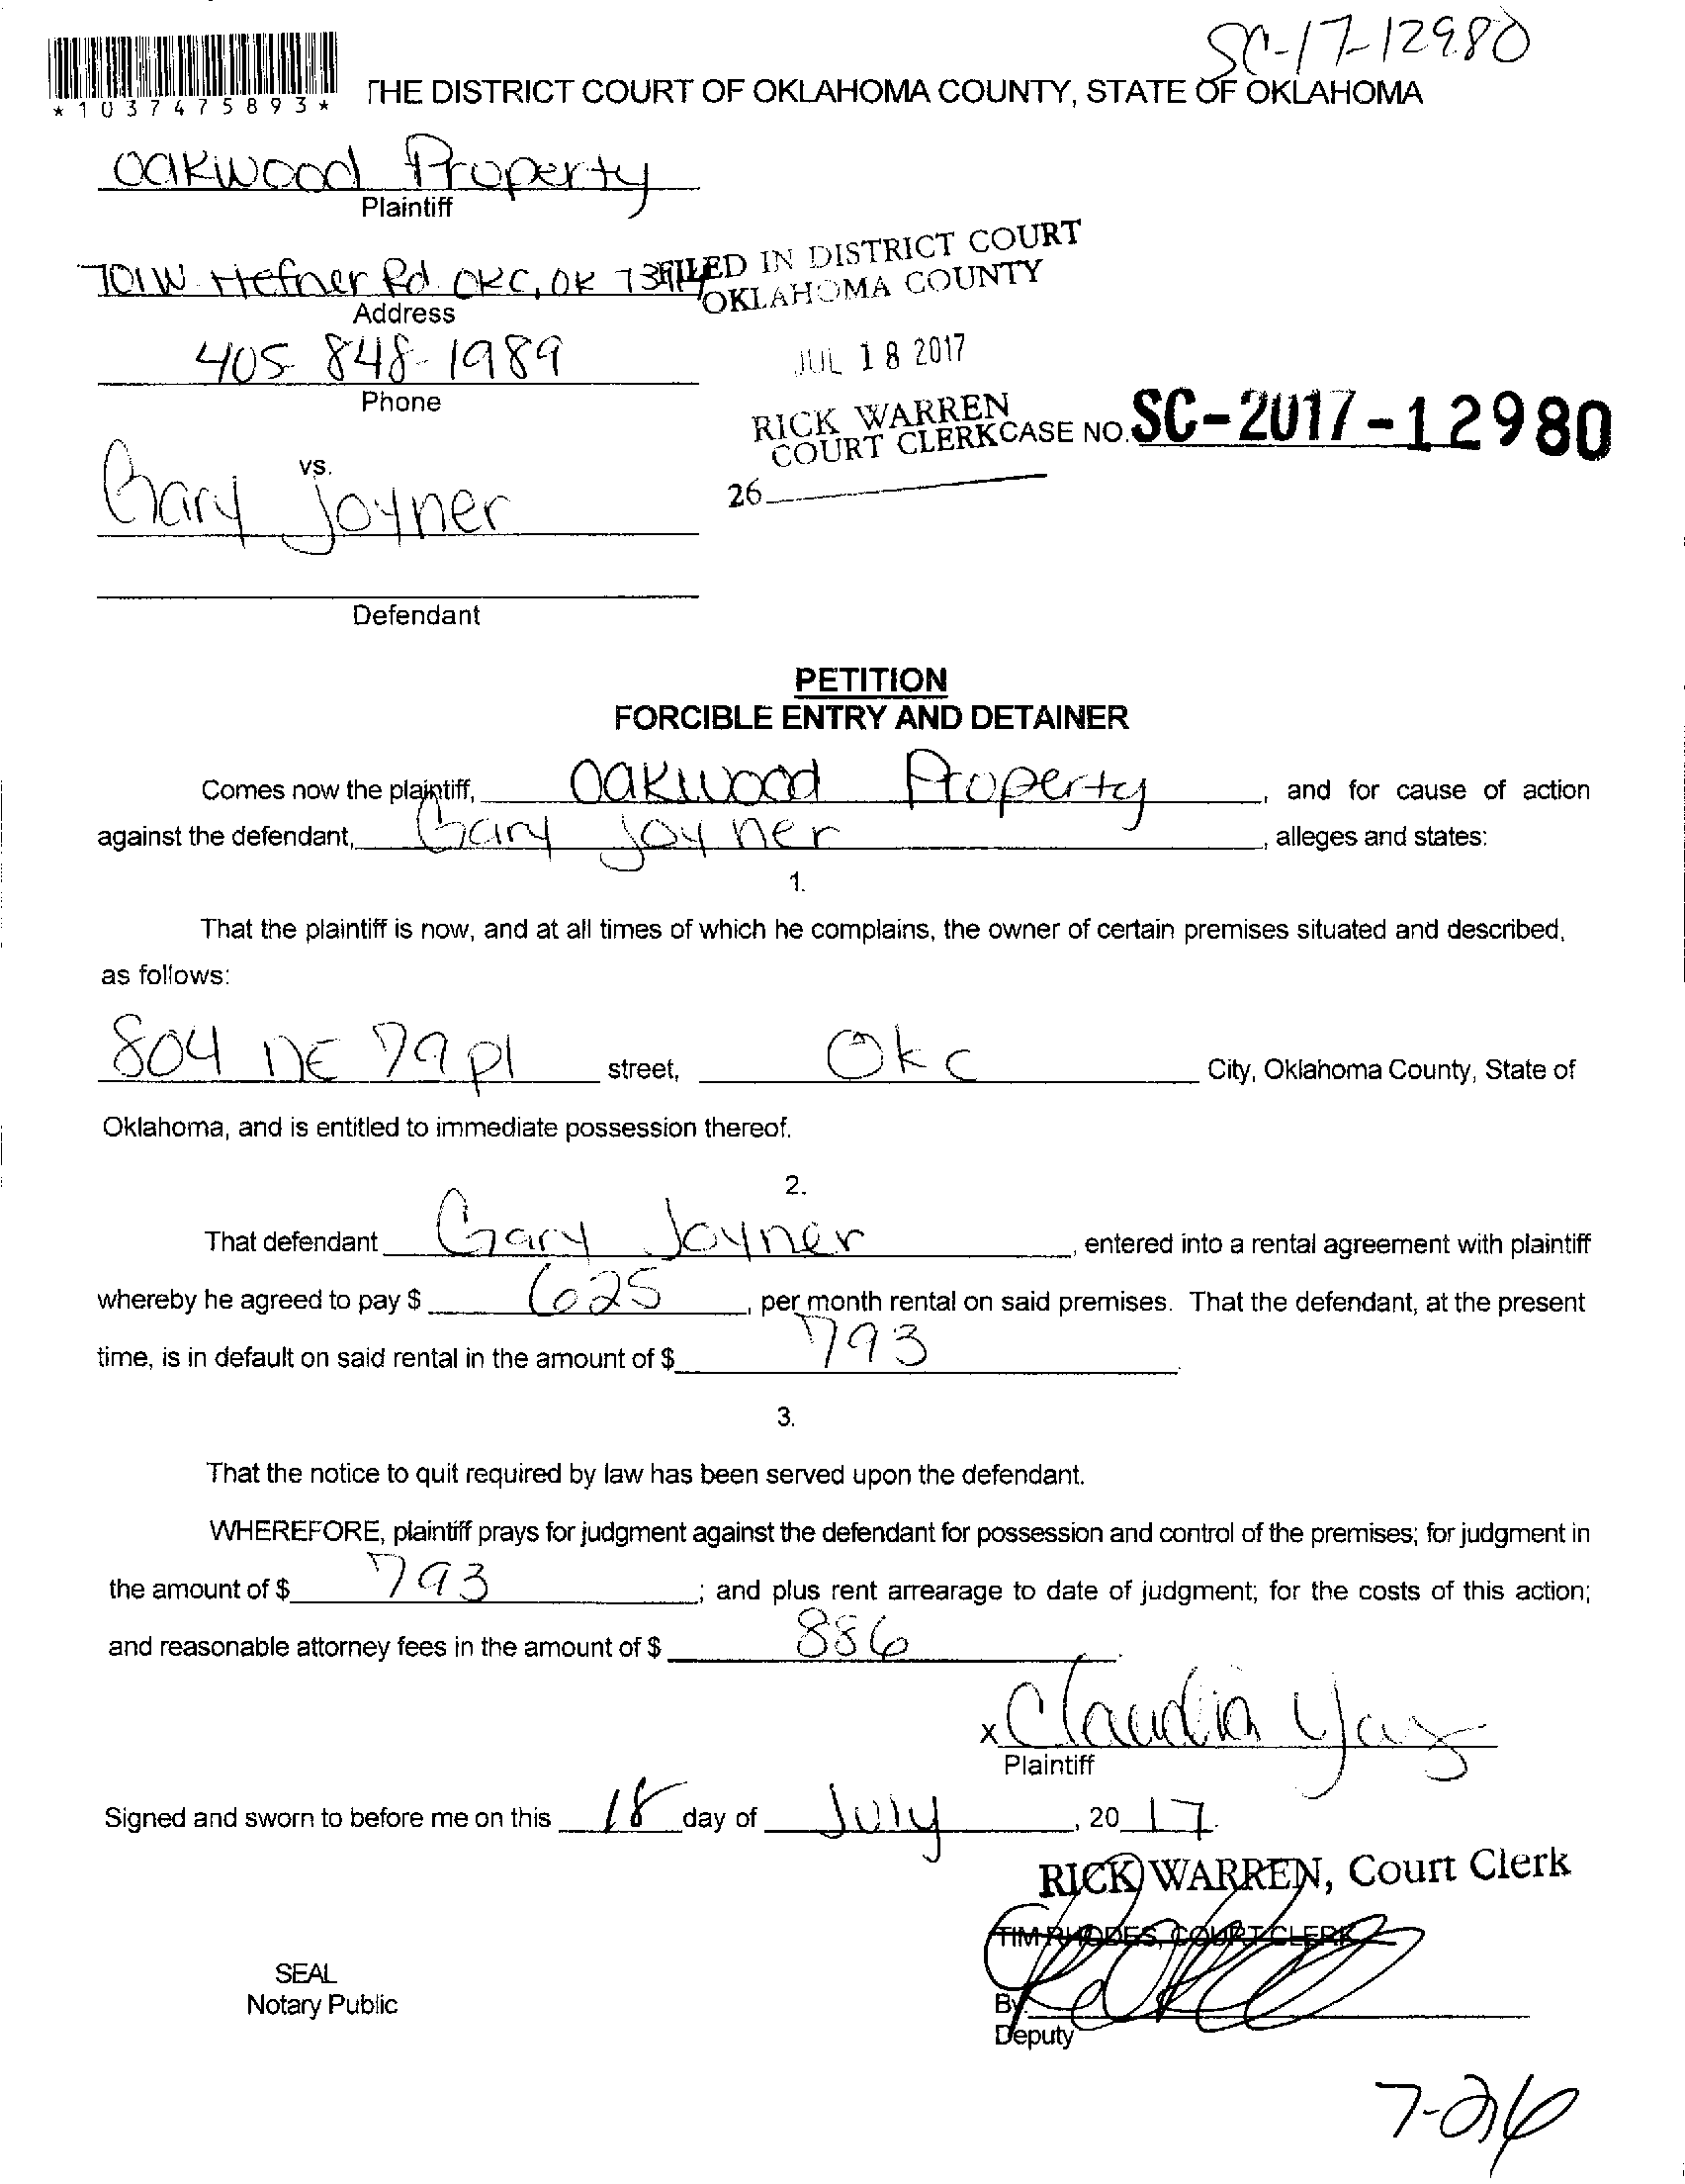 SC-17-12980
*1037475893*
THE DISTRICT COURT OF OKLAHOMA COUNTY, STATE OF OKLAHOMA
Oakwood Property
Plaintiff
701 W Hefner Rd OKC, OK
Address
FILED IN DISTRICT COURT
OKLAHOMA COUNTY
405-848-1989
Phone
JUL 18 2017
RICK WARREN
COURT CLERK
CASE NO. SC-2017-12980
26
vs.
Gary Joyner
Defendant
PETITION
FORCIBLE ENTRY AND DETAINER
Comes now the plaintiff, Oakwood Property, and for cause of action
against the defendant, Gary Joyner, alleges and states:
1.
That the plaintiff is now, and at all times of which he complains, the owner of certain premises situated and described,
as follows:
804 NE 79 pl street, OKC City, Oklahoma County, State of
Oklahoma, and is entitled to immediate possession thereof.
2.
That defendant Gary Joyner, entered into a rental agreement with plaintiff
whereby he agreed to pay $ 625, per month rental on said premises. That the defendant, at the present
time, is in default on said rental in the amount of $ 793.
3.
That the notice to quit required by law has been served upon the defendant.
WHEREFORE, plaintiff prays for judgment against the defendant for possession and control of the premises; for judgment in
the amount of $ 793; and plus rent arrearage to date of judgment; for the costs of this action;
and reasonable attorney fees in the amount of $ 886.
x Claudia
Plaintiff
Signed and sworn to before me on this 18 day of July, 2017.
RICK WARREN, Court Clerk
TIM RHODES, COURT CLERK
SEAL
Notary Public
By
Deputy
7-26